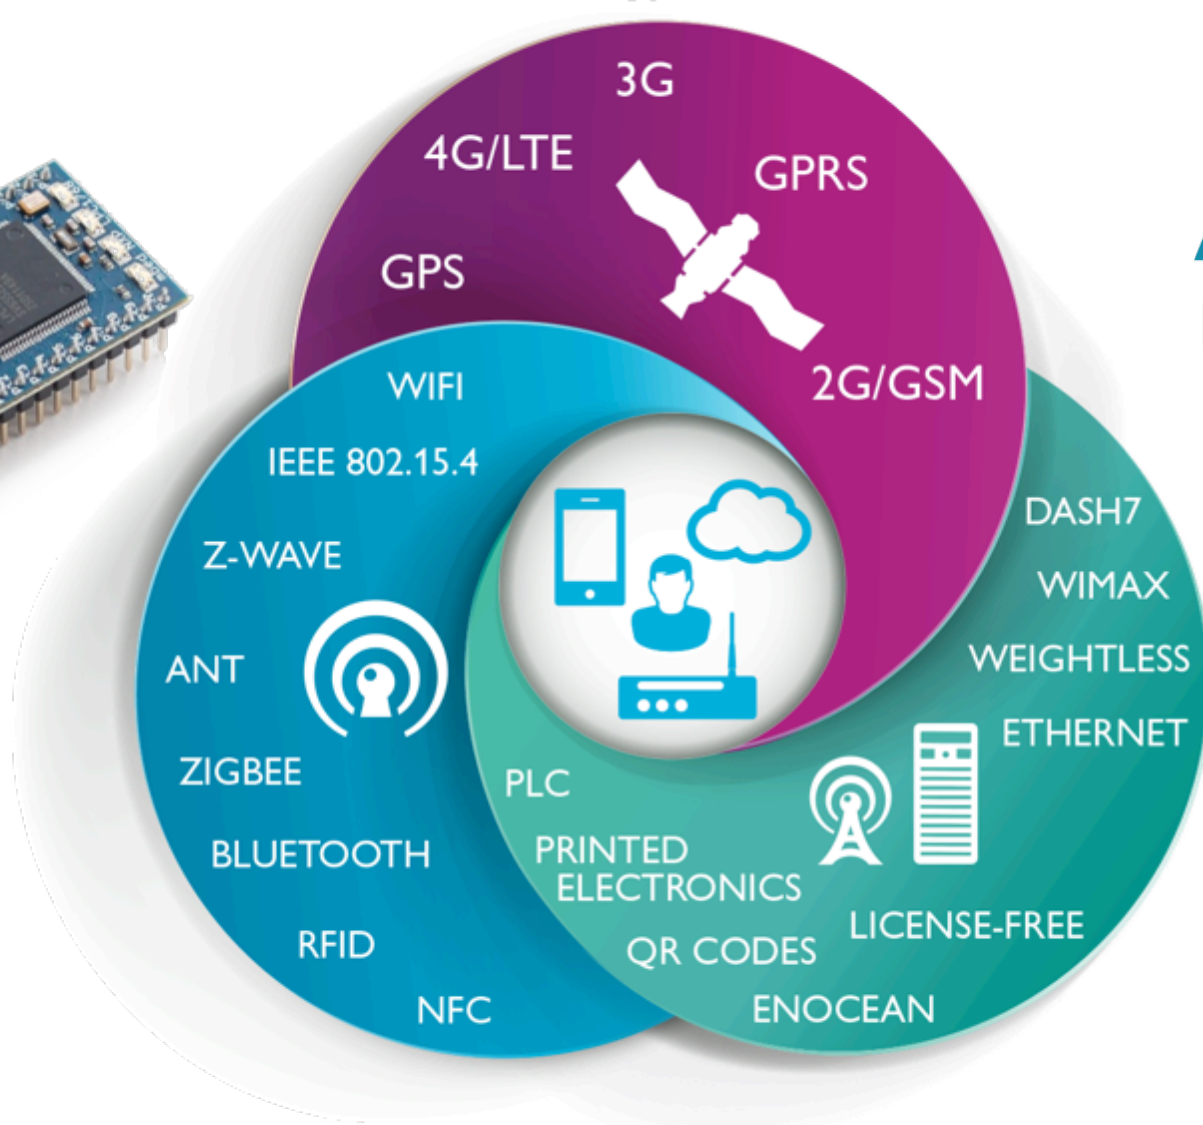 3G
4G/LTE
GPRS
GPS
2G/GSM
WIFI
IEEE 802.15.4
Z-WAVE
ANT
ZIGBEE
BLUETOOTH
RFID
NFC
DASH7
WIMAX
WEIGHTLESS
ETHERNET
PLC
PRINTED
ELECTRONICS
LICENSE-FREE
QR CODES
ENOCEAN